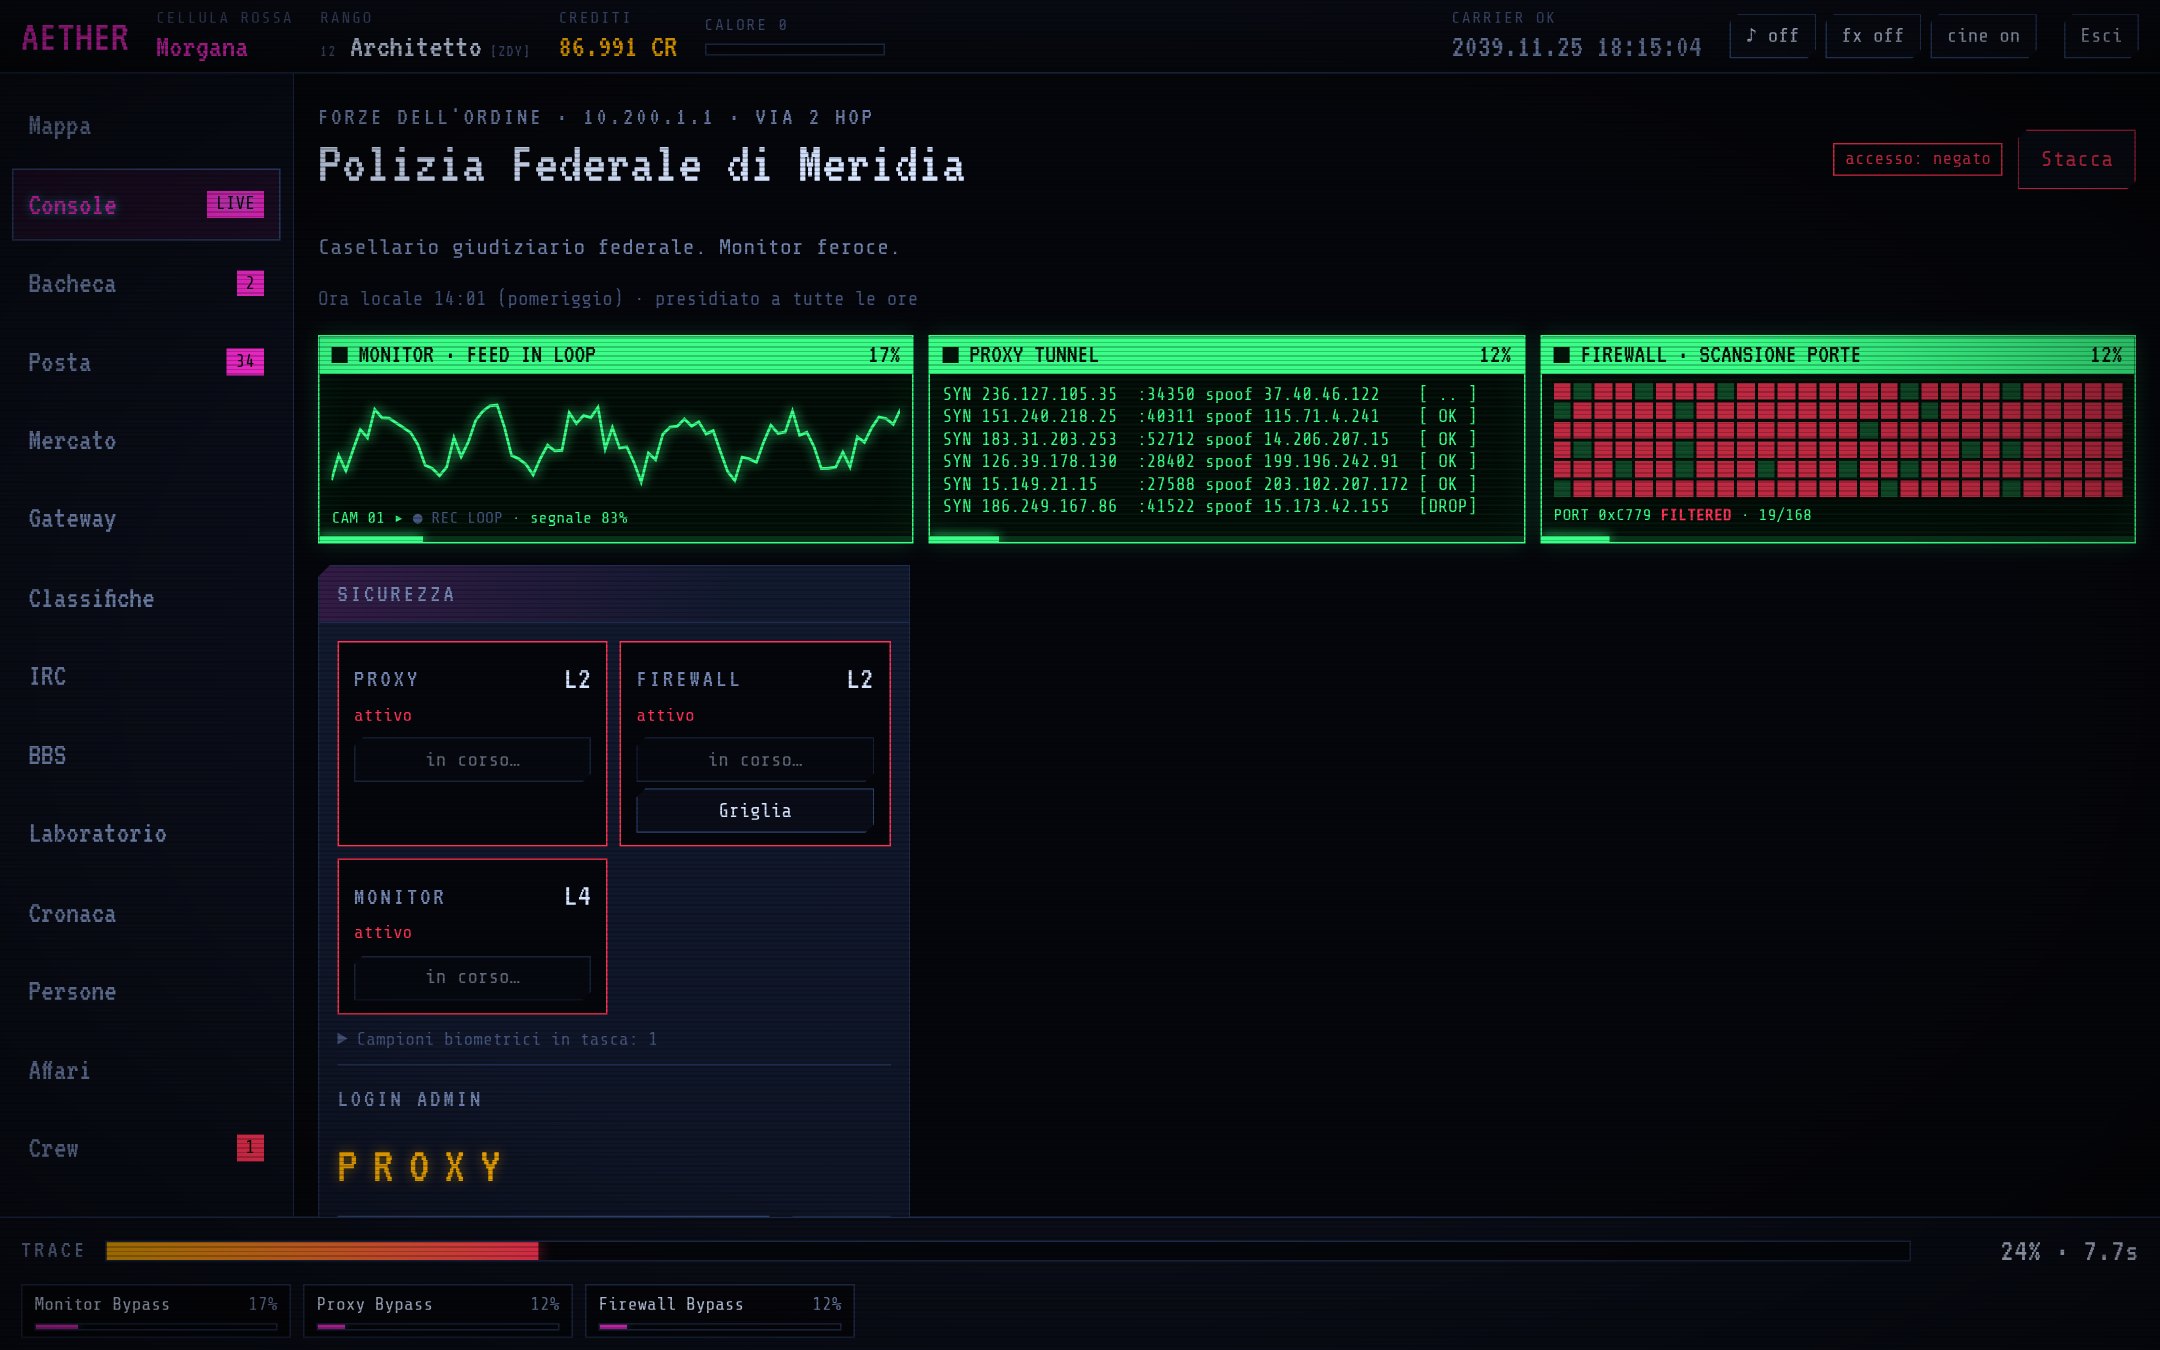 AETHER
CELLULA ROSSA
Morgana
RANGO
12 Architetto [ZDY]
CREDITI
86.991 CR
CALORE 0
CARRIER OK
2039.11.25 18:15:04
♪ off
fx off
cine on
Esci
Mappa
Console LIVE
Bacheca 2
Posta 34
Mercato
Gateway
Classifiche
IRC
BBS
Laboratorio
Cronaca
Persone
Affari
Crew 1
FORZE DELL'ORDINE · 10.200.1.1 · VIA 2 HOP
Polizia Federale di Meridia
accesso: negato
Stacca
Casellario giudiziario federale. Monitor feroce.
Ora locale 14:01 (pomeriggio) · presidiato a tutte le ore
MONITOR · FEED IN LOOP 17%
CAM 01 ▸ ● REC LOOP · segnale 83%
PROXY TUNNEL 12%
SYN 236.127.105.35 :34350 spoof 37.40.46.122 [ .. ]
SYN 151.240.218.25 :40311 spoof 115.71.4.241 [ OK ]
SYN 183.31.203.253 :52712 spoof 14.206.207.15 [ OK ]
SYN 126.39.178.130 :28402 spoof 199.196.242.91 [ OK ]
SYN 15.149.21.15 :27588 spoof 203.102.207.172 [ OK ]
SYN 186.249.167.86 :41522 spoof 15.173.42.155 [DROP]
FIREWALL · SCANSIONE PORTE 12%
PORT 0xC779 FILTERED · 19/168
SICUREZZA
PROXY L2
attivo
in corso…
FIREWALL L2
attivo
in corso…
Griglia
MONITOR L4
attivo
in corso…
▶ Campioni biometrici in tasca: 1
LOGIN ADMIN
PROXY
TRACE
24% · 7.7s
Monitor Bypass 17%
Proxy Bypass 12%
Firewall Bypass 12%